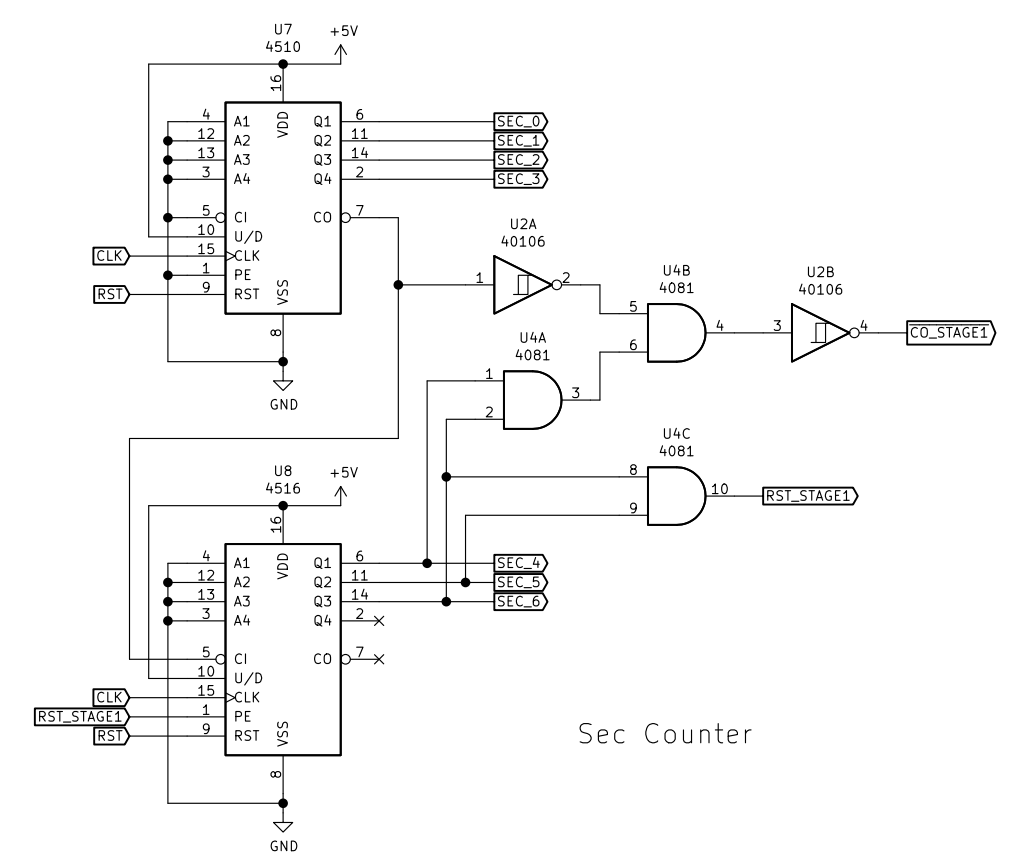 U7
4510
+5V
16
VDD
4 A1 Q1 6 SEC_0
12 A2 Q2 11 SEC_1
13 A3 Q3 14 SEC_2
3 A4 Q4 2 SEC_3
5 CI CO 7
10 U/D
CLK 15 CLK
1 PE
RST 9 RST
VSS
8
GND
U2A
40106
1 2
U4B
4081
5
6
4
U2B
40106
3 4
CO_STAGE1
U4A
4081
1
2
3
U4C
4081
8
9
10 RST_STAGE1
U8
4516
+5V
16
VDD
4 A1 Q1 6 SEC_4
12 A2 Q2 11 SEC_5
13 A3 Q3 14 SEC_6
3 A4 Q4 2
5 CI CO 7
10 U/D
CLK 15 CLK
RST_STAGE1 1 PE
RST 9 RST
VSS
8
GND
Sec Counter